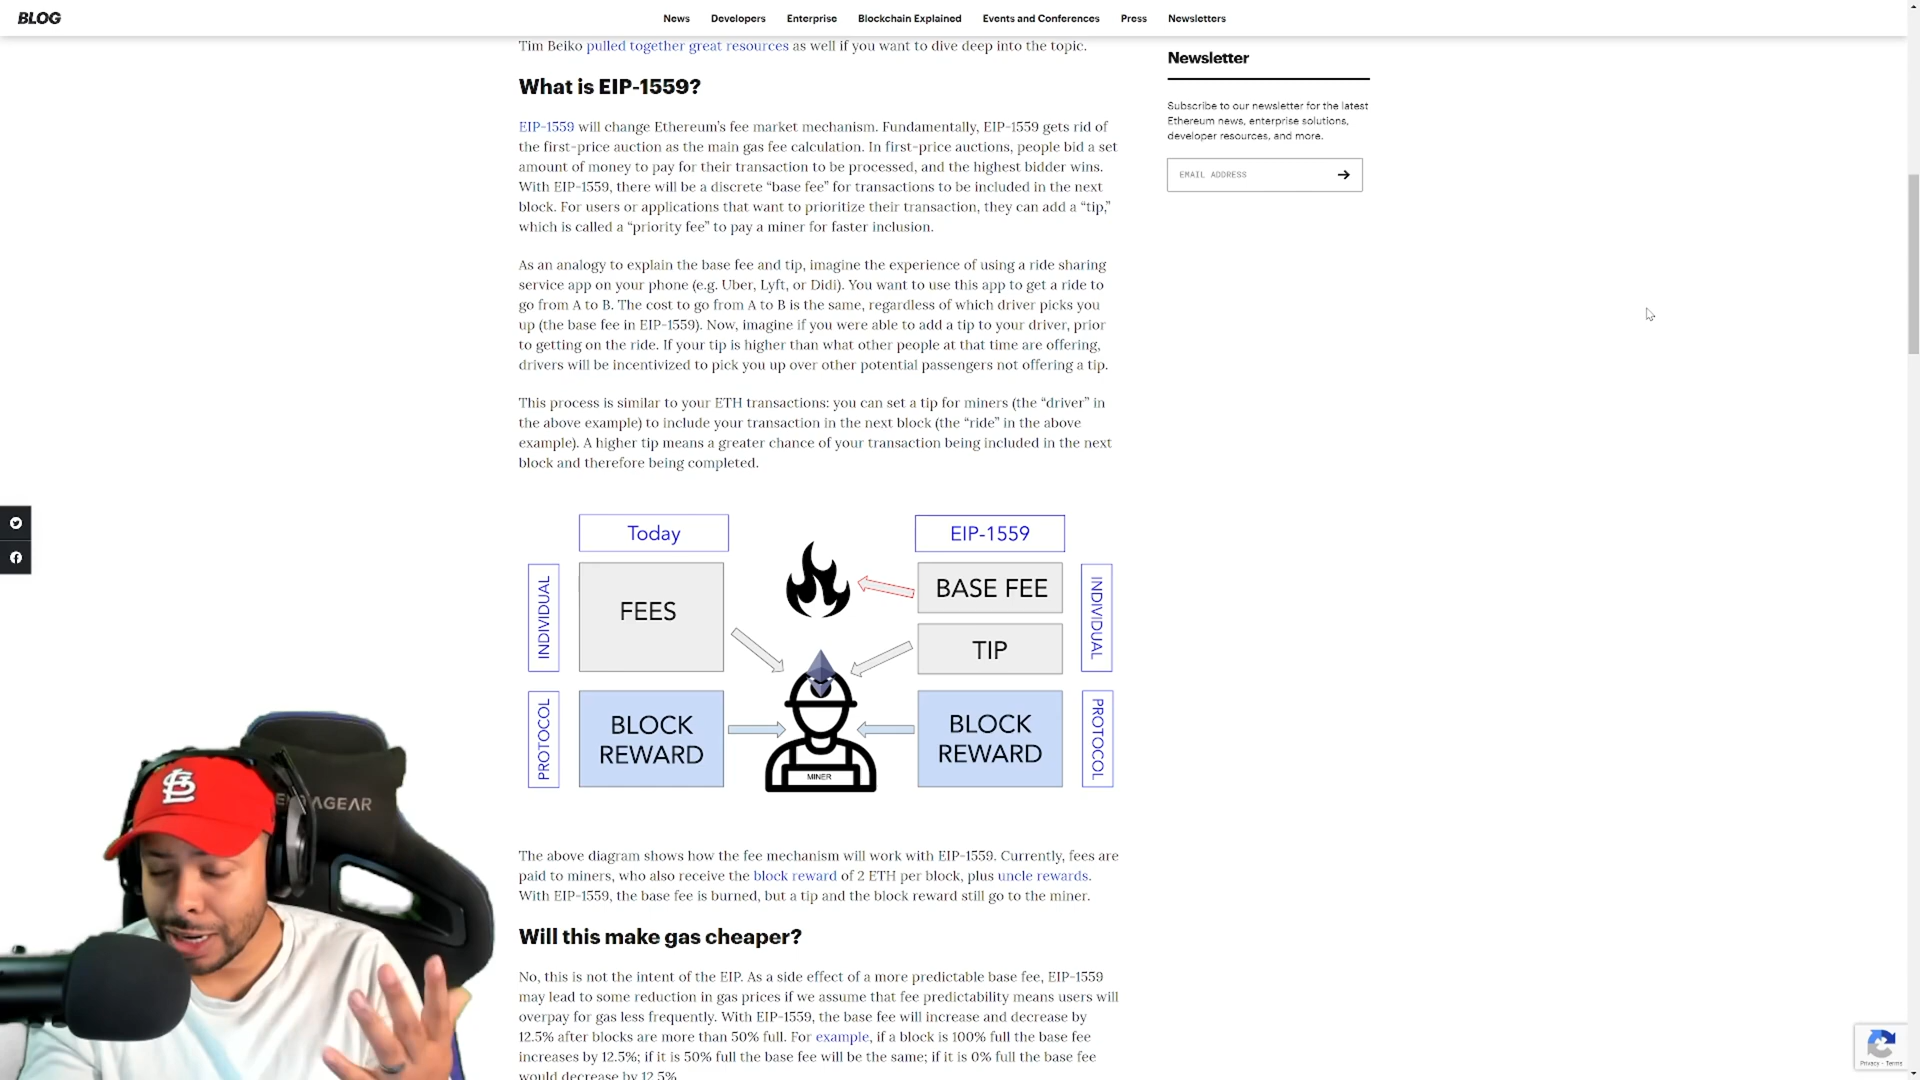 BLOG
News Developers Enterprise Blockchain Explained Events and Conferences Press Newsletters
Tim Beiko pulled together great resources as well if you want to dive deep into the topic.
What is EIP-1559?
EIP-1559 will change Ethereum's fee market mechanism. Fundamentally, EIP-1559 gets rid of
the first-price auction as the main gas fee calculation. In first-price auctions, people bid a set
amount of money to pay for their transaction to be processed, and the highest bidder wins.
With EIP-1559, there will be a discrete “base fee” for transactions to be included in the next
block. For users or applications that want to prioritize their transaction, they can add a “tip,”
which is called a “priority fee” to pay a miner for faster inclusion.
As an analogy to explain the base fee and tip, imagine the experience of using a ride sharing
service app on your phone (e.g. Uber, Lyft, or Didi). You want to use this app to get a ride to
go from A to B. The cost to go from A to B is the same, regardless of which driver picks you
up (the base fee in EIP-1559). Now, imagine if you were able to add a tip to your driver, prior
to getting on the ride. If your tip is higher than what other people at that time are offering,
drivers will be incentivized to pick you up over other potential passengers not offering a tip.
This process is similar to your ETH transactions: you can set a tip for miners (the “driver” in
the above example) to include your transaction in the next block (the “ride” in the above
example). A higher tip means a greater chance of your transaction being included in the next
block and therefore being completed.
Today
INDIVIDUAL
FEES
PROTOCOL
BLOCK
REWARD
MINER
EIP-1559
BASE FEE
TIP
INDIVIDUAL
BLOCK
REWARD
PROTOCOL
The above diagram shows how the fee mechanism will work with EIP-1559. Currently, fees are
paid to miners, who also receive the block reward of 2 ETH per block, plus uncle rewards.
With EIP-1559, the base fee is burned, but a tip and the block reward still go to the miner.
Will this make gas cheaper?
No, this is not the intent of the EIP. As a side effect of a more predictable base fee, EIP-1559
may lead to some reduction in gas prices if we assume that fee predictability means users will
overpay for gas less frequently. With EIP-1559, the base fee will increase and decrease by
12.5% after blocks are more than 50% full. For example, if a block is 100% full the base fee
increases by 12.5%; if it is 50% full the base fee will be the same; if it is 0% full the base fee
would decrease by 12.5%
Newsletter
Subscribe to our newsletter for the latest
Ethereum news, enterprise solutions,
developer resources, and more.
EMAIL ADDRESS
Privacy - Terms